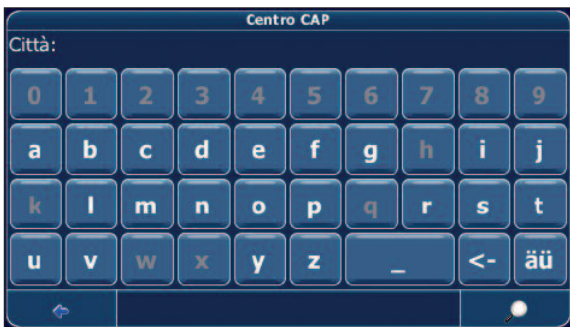 Centro CAP
Città:
0 1 2 3 4 5 6 7 8 9
a b c d e f g h i j
k l m n o p q r s t
u v w x y z _ <- äü